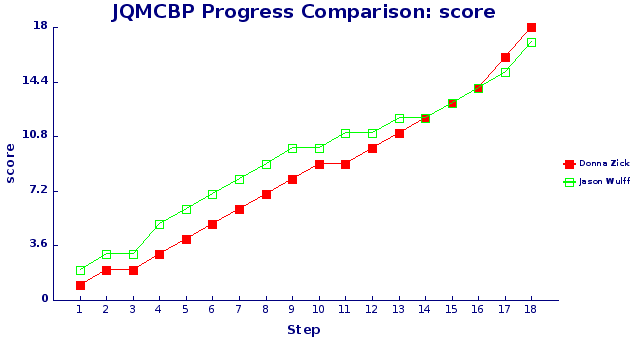 JQMCBP Progress Comparison: score
18
14.4
10.8
7.2
3.6
0
score
1 2 3 4 5 6 7 8 9 10 11 12 13 14 15 16 17 18
Step
Donna Zick
Jason Wulff